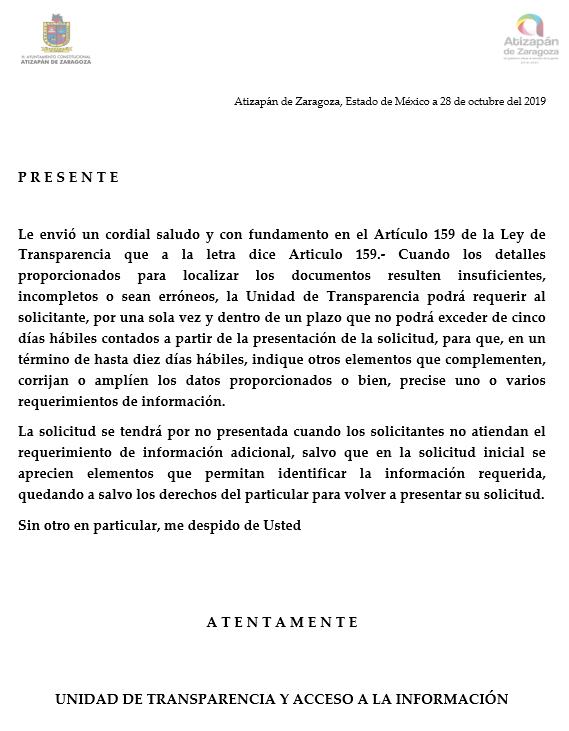 H. AYUNTAMIENTO CONSTITUCIONAL
ATIZAPÁN DE ZARAGOZA
Atizapán
de Zaragoza
Atizapán de Zaragoza, Estado de México a 28 de octubre del 2019
P R E S E N T E
Le envió un cordial saludo y con fundamento en el Artículo 159 de la Ley de
Transparencia que a la letra dice Articulo 159.- Cuando los detalles
proporcionados para localizar los documentos resulten insuficientes,
incompletos o sean erróneos, la Unidad de Transparencia podrá requerir al
solicitante, por una sola vez y dentro de un plazo que no podrá exceder de cinco
días hábiles contados a partir de la presentación de la solicitud, para que, en un
término de hasta diez días hábiles, indique otros elementos que complementen,
corrijan o amplíen los datos proporcionados o bien, precise uno o varios
requerimientos de información.
La solicitud se tendrá por no presentada cuando los solicitantes no atiendan el
requerimiento de información adicional, salvo que en la solicitud inicial se
aprecien elementos que permitan identificar la información requerida,
quedando a salvo los derechos del particular para volver a presentar su solicitud.
Sin otro en particular, me despido de Usted
A T E N T A M E N T E
UNIDAD DE TRANSPARENCIA Y ACCESO A LA INFORMACIÓN